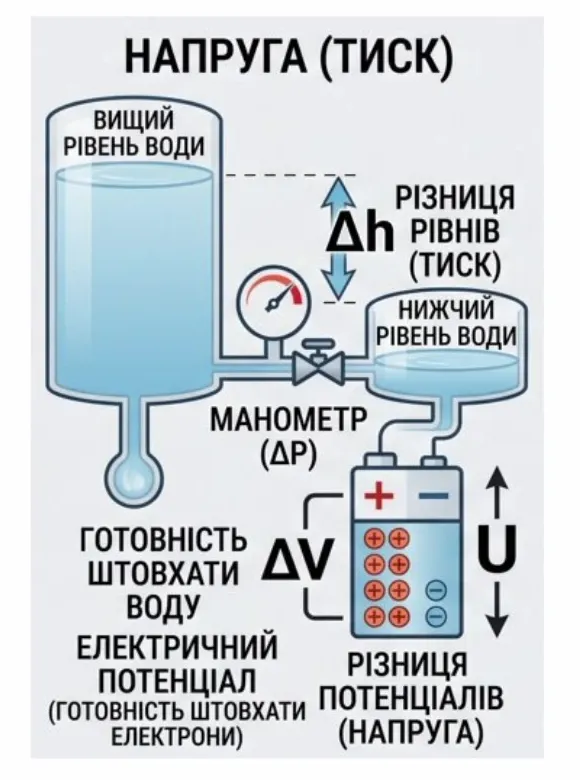 НАПРУГА (ТИСК)
ВИЩИЙ
РІВЕНЬ ВОДИ
Δh
РІЗНИЦЯ
РІВНІВ
(ТИСК)
НИЖЧИЙ
РІВЕНЬ ВОДИ
МАНОМЕТР
(ΔP)
ГОТОВНІСТЬ
ШТОВХАТИ
ВОДУ
ΔV
+ −
U
ЕЛЕКТРИЧНИЙ
ПОТЕНЦІАЛ
(ГОТОВНІСТЬ ШТОВХАТИ
ЕЛЕКТРОНИ)
РІЗНИЦЯ
ПОТЕНЦІАЛІВ
(НАПРУГА)